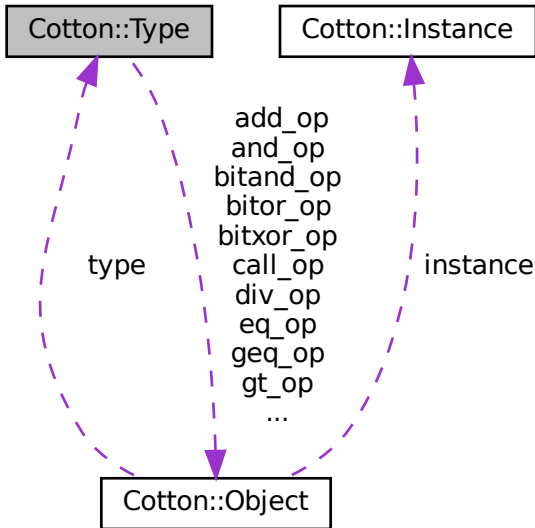 Cotton::Type
Cotton::Instance
add_op
and_op
bitand_op
bitor_op
bitxor_op
call_op
div_op
eq_op
geq_op
gt_op
...
type
instance
Cotton::Object